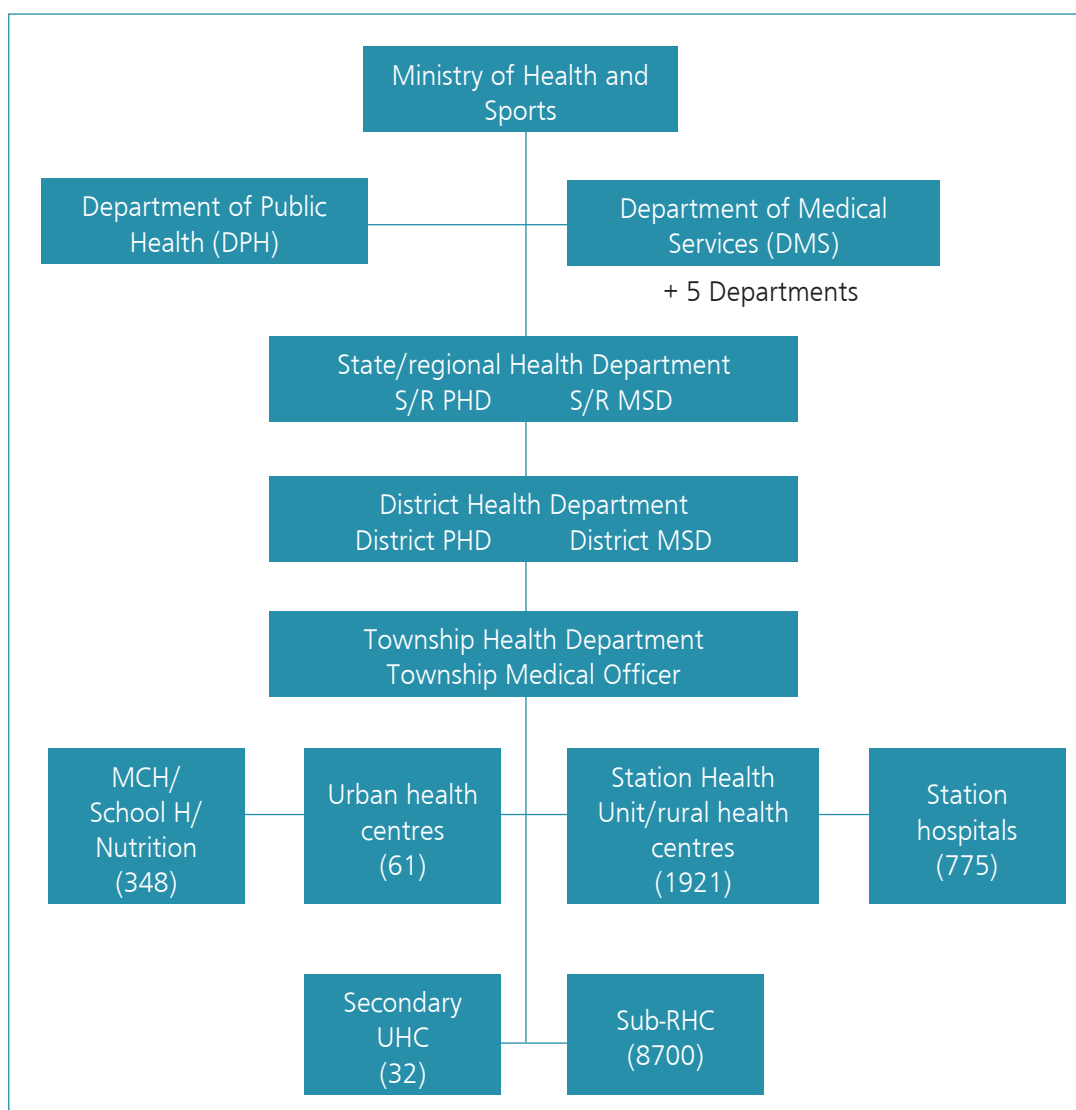 Ministry of Health and
Sports
Department of Public
Health (DPH)
Department of Medical
Services (DMS)
+ 5 Departments
State/regional Health Department
S/R PHD S/R MSD
District Health Department
District PHD District MSD
Township Health Department
Township Medical Officer
MCH/
School H/
Nutrition
(348)
Urban health
centres
(61)
Station Health
Unit/rural health
centres
(1921)
Station
hospitals
(775)
Secondary
UHC
(32)
Sub-RHC
(8700)